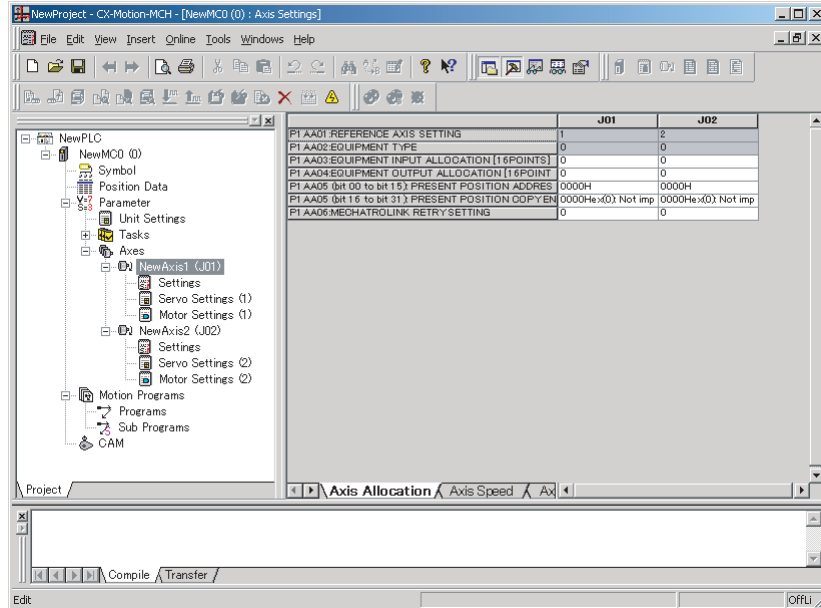 NewProject - CX-Motion-MCH - [NewMC0 (0) : Axis Settings]
File Edit View Insert Online Tools Windows Help
NewPLC
NewMC0 (0)
Symbol
Position Data
Parameter
Unit Settings
Tasks
Axes
NewAxis1 (J01)
Settings
Servo Settings (1)
Motor Settings (1)
NewAxis2 (J02)
Settings
Servo Settings (2)
Motor Settings (2)
Motion Programs
Programs
Sub Programs
CAM
Project
J01 J02
P1 AA01:REFERENCE AXIS SETTING 1 2
P1 AA02:EQUIPMENT TYPE 0 0
P1 AA03:EQUIPMENT INPUT ALLOCATION [16POINTS] 0 0
P1 AA04:EQUIPMENT OUTPUT ALLOCATION [16POINT 0 0
P1 AA05 (bit 00 to bit 15): PRESENT POSITION ADDRES 0000H 0000H
P1 AA05 (bit 16 to bit 31): PRESENT POSITION COPY EN 0000Hex(0): Not imp 0000Hex(0): Not imp
P1 AA06:MECHATROLINK RETRY SETTING 0 0
Axis Allocation Axis Speed Ax
Compile Transfer
Edit OffLi